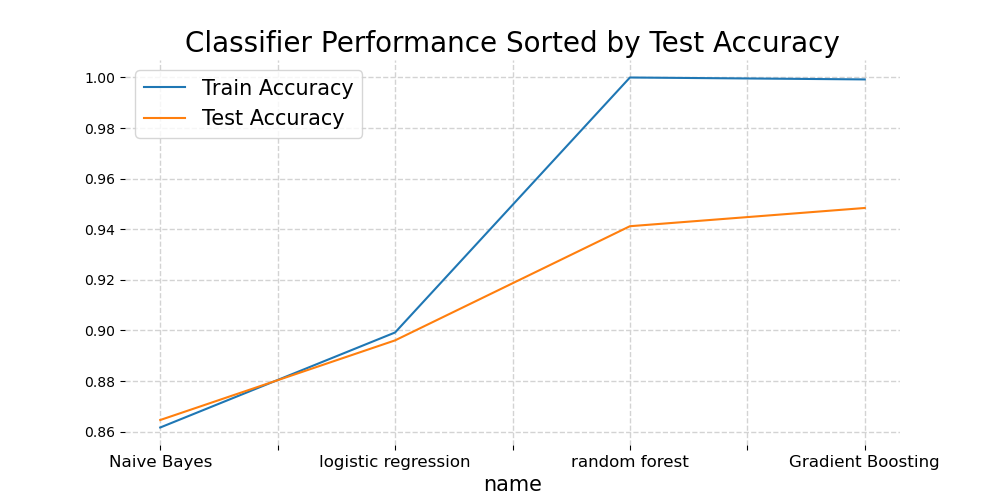 Classifier Performance Sorted by Test Accuracy
Train Accuracy
Test Accuracy
1.00
0.98
0.96
0.94
0.92
0.90
0.88
0.86
Naive Bayes
logistic regression
random forest
Gradient Boosting
name